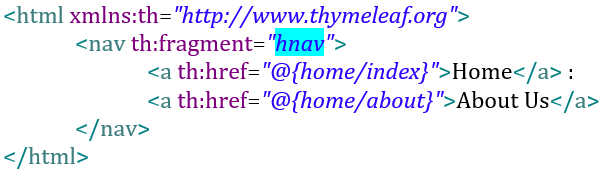 <html xmlns:th="http://www.thymeleaf.org">
<nav th:fragment="hnav">
<a th:href="@{home/index}">Home</a> :
<a th:href="@{home/about}">About Us</a>
</nav>
</html>